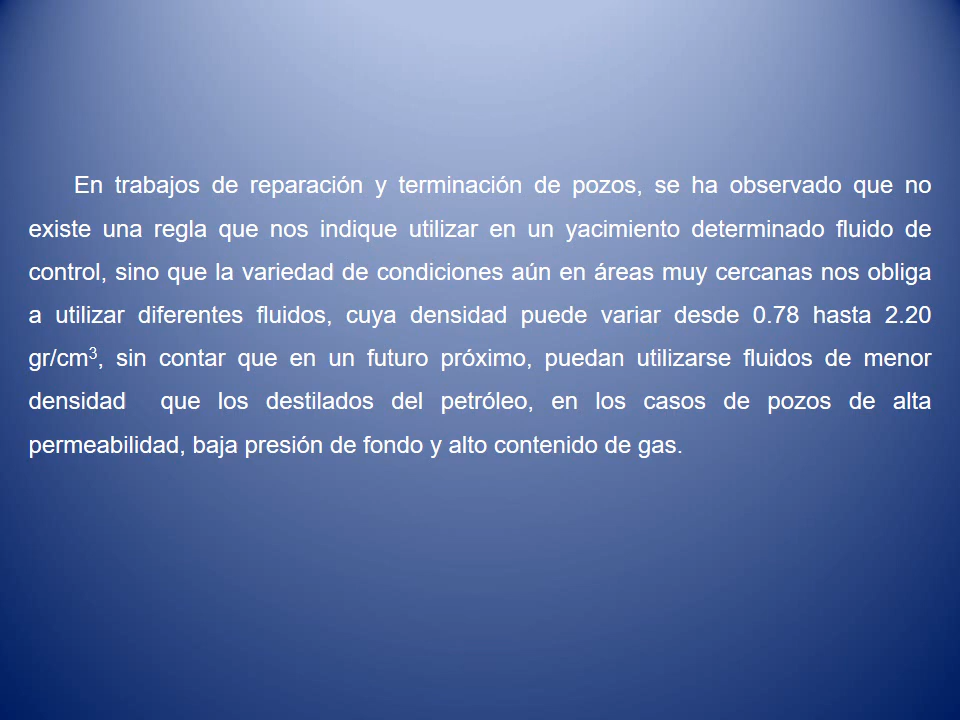 En trabajos de reparación y terminación de pozos, se ha observado que no
existe una regla que nos indique utilizar en un yacimiento determinado fluido de
control, sino que la variedad de condiciones aún en áreas muy cercanas nos obliga
a utilizar diferentes fluidos, cuya densidad puede variar desde 0.78 hasta 2.20
gr/cm³, sin contar que en un futuro próximo, puedan utilizarse fluidos de menor
densidad que los destilados del petróleo, en los casos de pozos de alta
permeabilidad, baja presión de fondo y alto contenido de gas.